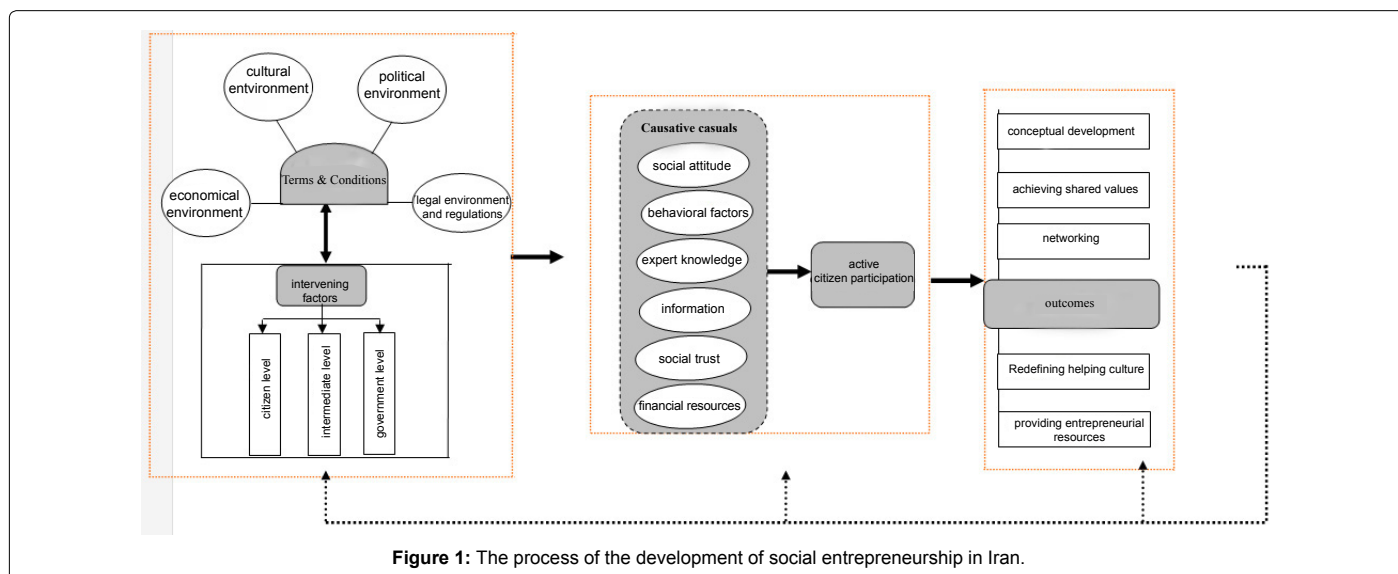 cultural
entvironment
political
environment
Terms & Conditions
economical
environment
legal environment
and regulations
intervening
factors
citizen level
intermediate level
government level
Causative casuals
social attitude
behavioral factors
expert knowledge
information
social trust
financial resources
active
citizen participation
conceptual development
achieving shared values
networking
outcomes
Redefining helping culture
providing entrepreneurial
resources
Figure 1: The process of the development of social entrepreneurship in Iran.